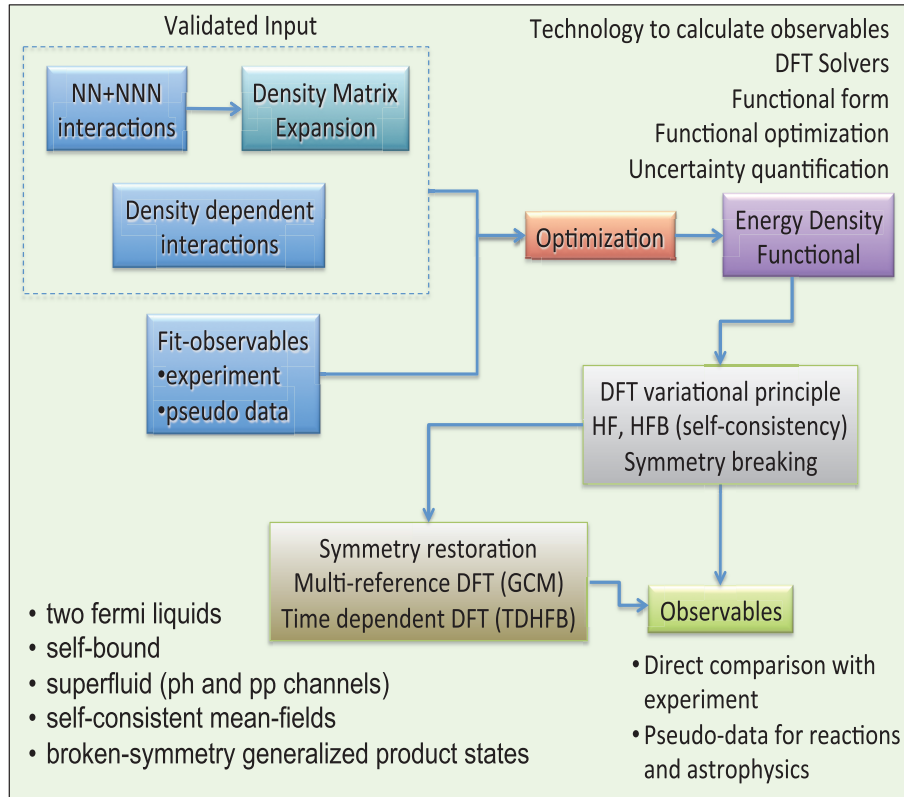 Validated Input
Technology to calculate observables
DFT Solvers
Functional form
Functional optimization
Uncertainty quantification
NN+NNN
interactions
Density Matrix
Expansion
Density dependent
interactions
Optimization
Energy Density
Functional
Fit-observables
•experiment
•pseudo data
DFT variational principle
HF, HFB (self-consistency)
Symmetry breaking
Symmetry restoration
Multi-reference DFT (GCM)
Time dependent DFT (TDHFB)
Observables
• two fermi liquids
• self-bound
• superfluid (ph and pp channels)
• self-consistent mean-fields
• broken-symmetry generalized product states
• Direct comparison with
experiment
• Pseudo-data for reactions
and astrophysics